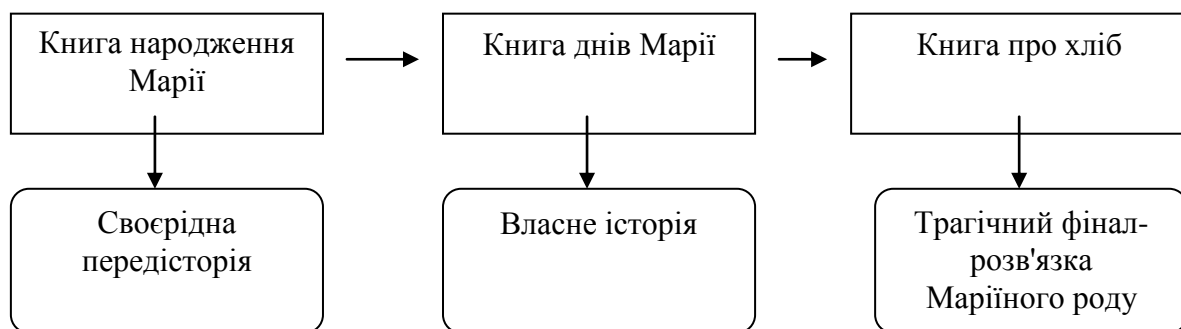 Книга народження
Марії
Книга днів Марії
Книга про хліб
Своєрідна
передісторія
Власне історія
Трагічний фінал-
розв'язка
Маріїного роду